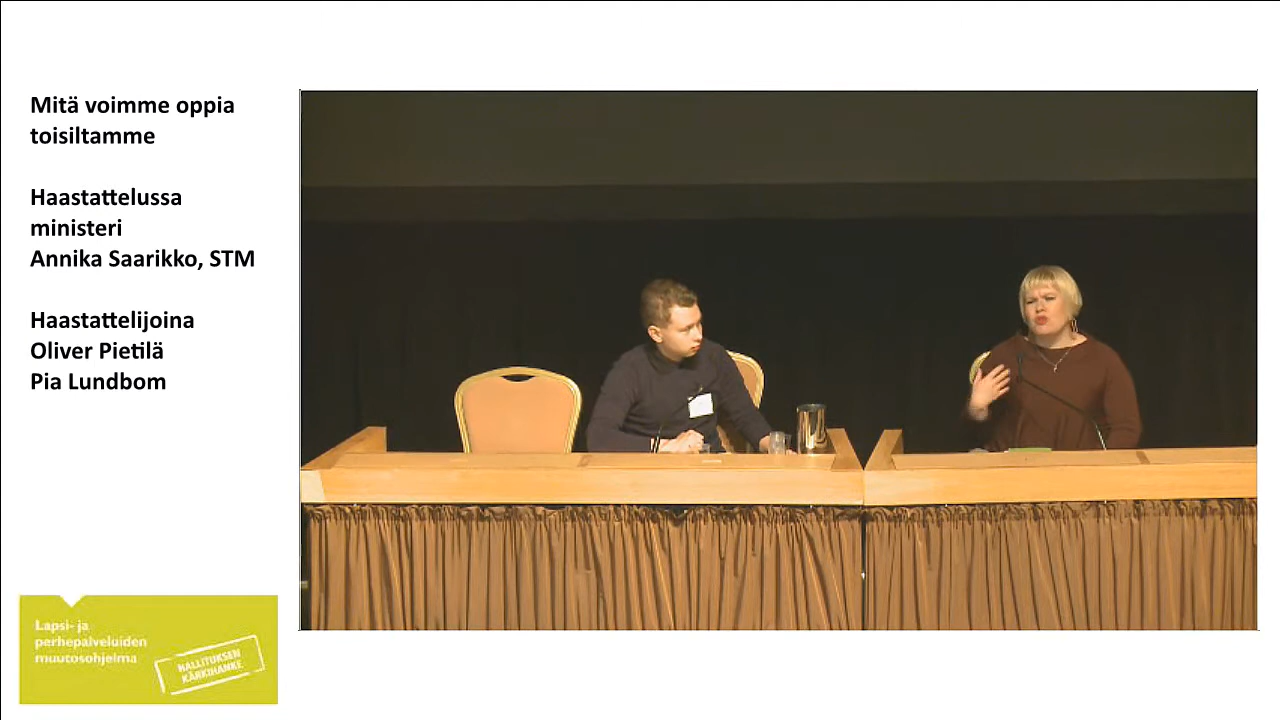 Mitä voimme oppia
toisiltamme
Haastattelussa
ministeri
Annika Saarikko, STM
Haastattelijoina
Oliver Pietilä
Pia Lundbom
Lapsi- ja
perhepalveluiden
muutosohjelma
HALLITUKSEN
KÄRKIHANKE